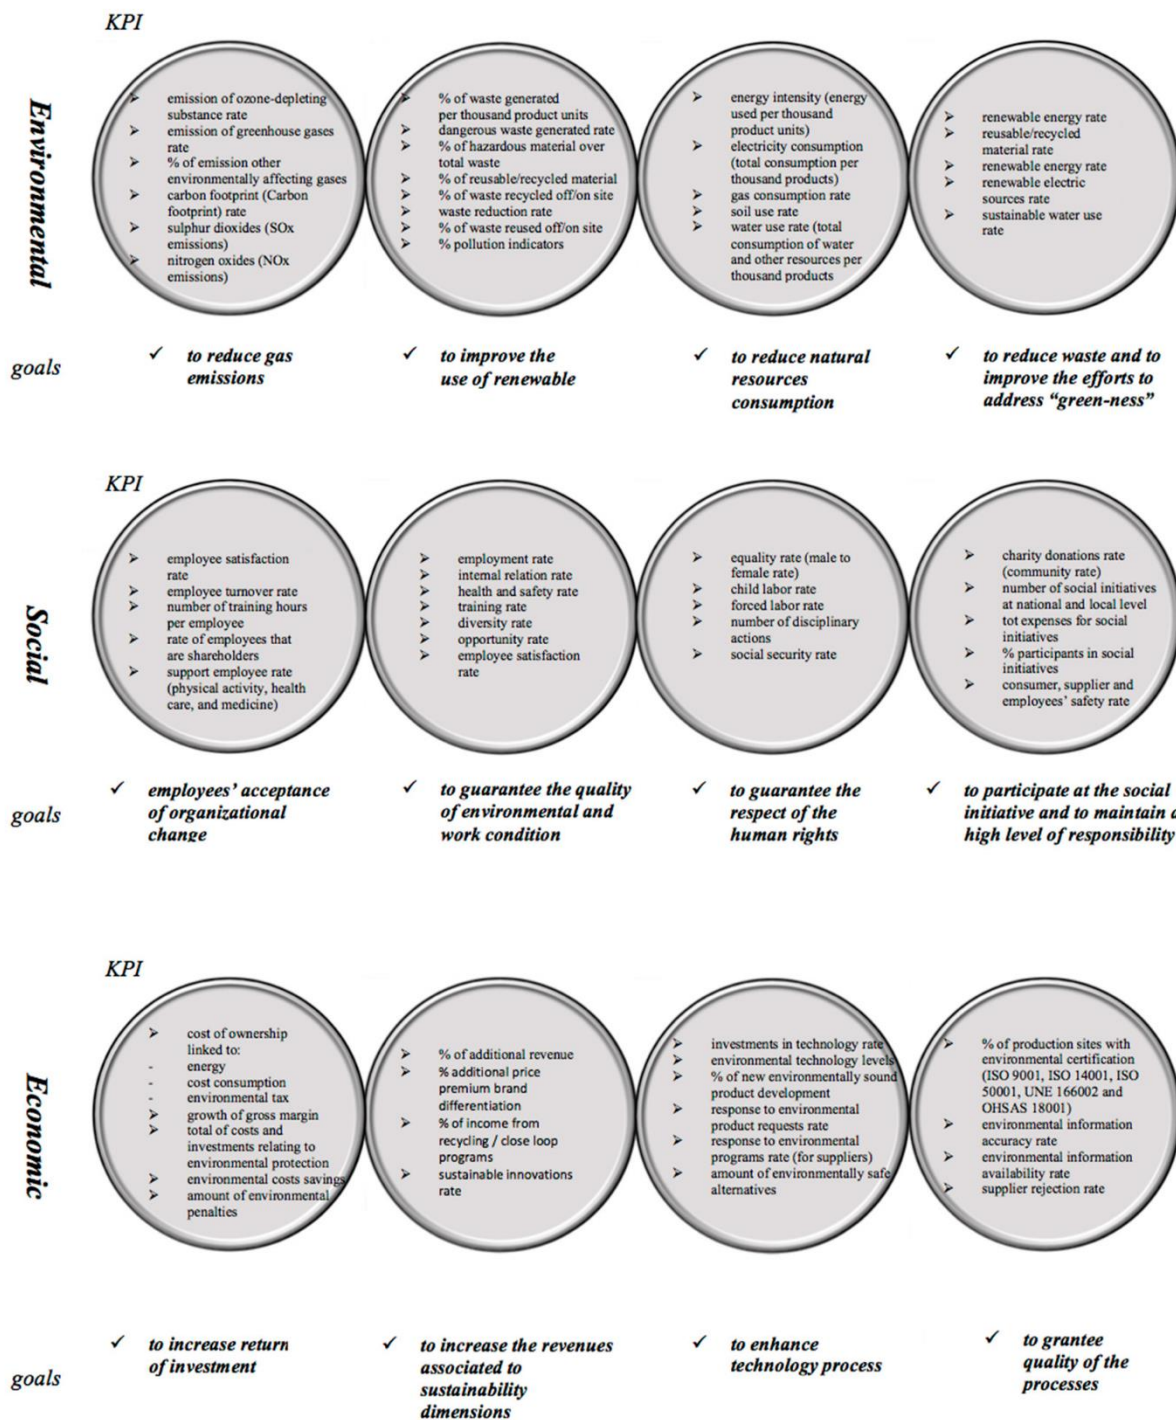 KPI
Environmental
emission of ozone-depleting
substance rate
emission of greenhouse gases
rate
% of emission other
environmentally affecting gases
carbon footprint (Carbon
footprint) rate
sulphur dioxides (SOx
emissions)
nitrogen oxides (NOx
emissions)
% of waste generated
per thousand product units
dangerous waste generated rate
% of hazardous material over
total waste
% of reusable/recycled material
% of waste recycled off/on site
waste reduction rate
% of waste reused off/on site
% pollution indicators
energy intensity (energy
used per thousand
product units)
electricity consumption
(total consumption per
thousand products)
gas consumption rate
soil use rate
water use rate (total
consumption of water
and other resources per
thousand products
renewable energy rate
reusable/recycled
material rate
renewable energy rate
renewable electric
sources rate
sustainable water use
rate
goals
✓ to reduce gas
emissions
✓ to improve the
use of renewable
✓ to reduce natural
resources
consumption
✓ to reduce waste and to
improve the efforts to
address “green-ness”
KPI
Social
employee satisfaction
rate
employee turnover rate
number of training hours
per employee
rate of employees that
are shareholders
support employee rate
(physical activity, health
care, and medicine)
employment rate
internal relation rate
health and safety rate
training rate
diversity rate
opportunity rate
employee satisfaction
rate
equality rate (male to
female rate)
child labor rate
forced labor rate
number of disciplinary
actions
social security rate
charity donations rate
(community rate)
number of social initiatives
at national and local level
tot expenses for social
initiatives
% participants in social
initiatives
consumer, supplier and
employees’ safety rate
goals
✓ employees’ acceptance
of organizational
change
✓ to guarantee the quality
of environmental and
work condition
✓ to guarantee the
respect of the
human rights
✓ to participate at the social
initiative and to maintain a
high level of responsibility
KPI
Economic
cost of ownership
linked to:
- energy
- cost consumption
- environmental tax
growth of gross margin
total of costs and
investments relating to
environmental protection
environmental costs savings
amount of environmental
penalties
% of additional revenue
% additional price
premium brand
differentiation
% of income from
recycling / close loop
programs
sustainable innovations
rate
investments in technology rate
environmental technology levels
% of new environmentally sound
product development
response to environmental
product requests rate
response to environmental
programs rate (for suppliers)
amount of environmentally safe
alternatives
% of production sites with
environmental certification
(ISO 9001, ISO 14001, ISO
50001, UNE 166002 and
OHSAS 18001)
environmental information
accuracy rate
environmental information
availability rate
supplier rejection rate
goals
✓ to increase return
of investment
✓ to increase the revenues
associated to
sustainability
dimensions
✓ to enhance
technology process
✓ to grantee
quality of the
processes